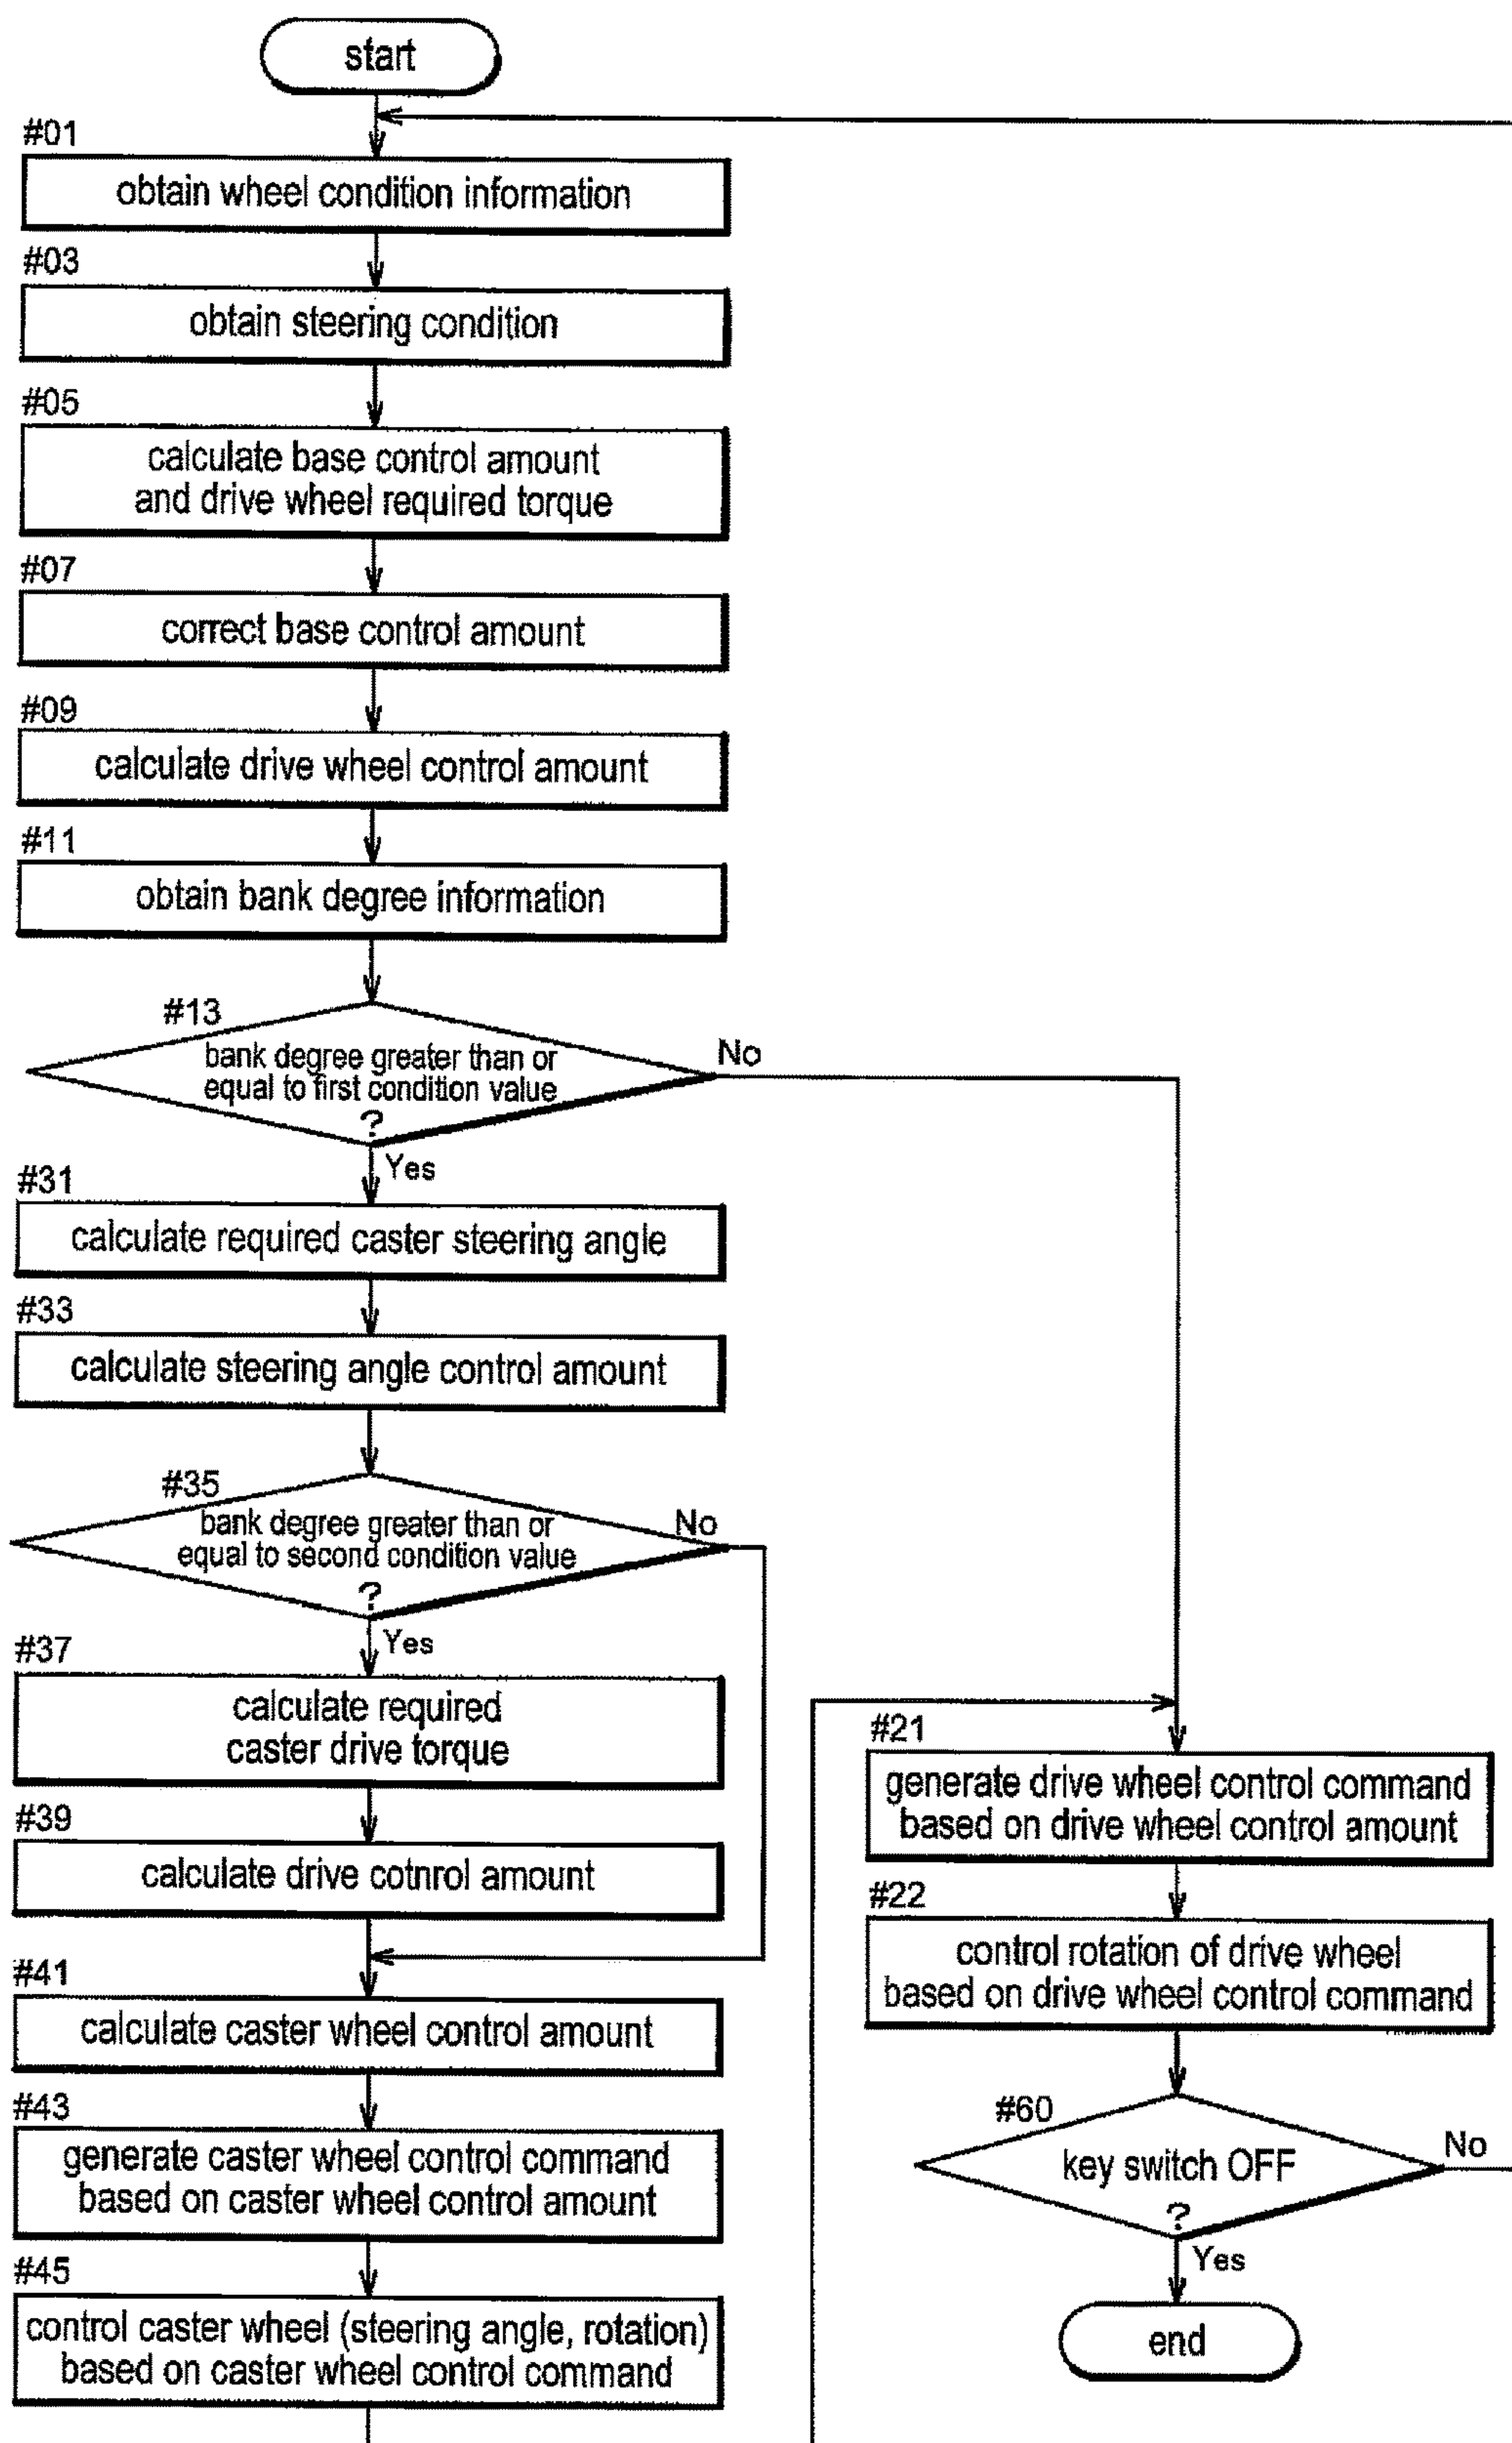 start
#01
obtain wheel condition information
#03
obtain steering condition
#05
calculate base control amount
and drive wheel required torque
#07
correct base control amount
#09
calculate drive wheel control amount
#11
obtain bank degree information
#13
bank degree greater than or
equal to first condition value
?
No
Yes
#31
calculate required caster steering angle
#33
calculate steering angle control amount
#35
bank degree greater than or
equal to second condition value
?
No
Yes
#37
calculate required
caster drive torque
#39
calculate drive cotnrol amount
#41
calculate caster wheel control amount
#43
generate caster wheel control command
based on caster wheel control amount
#45
control caster wheel (steering angle, rotation)
based on caster wheel control command
#21
generate drive wheel control command
based on drive wheel control amount
#22
control rotation of drive wheel
based on drive wheel control command
#60
key switch OFF
?
No
Yes
end